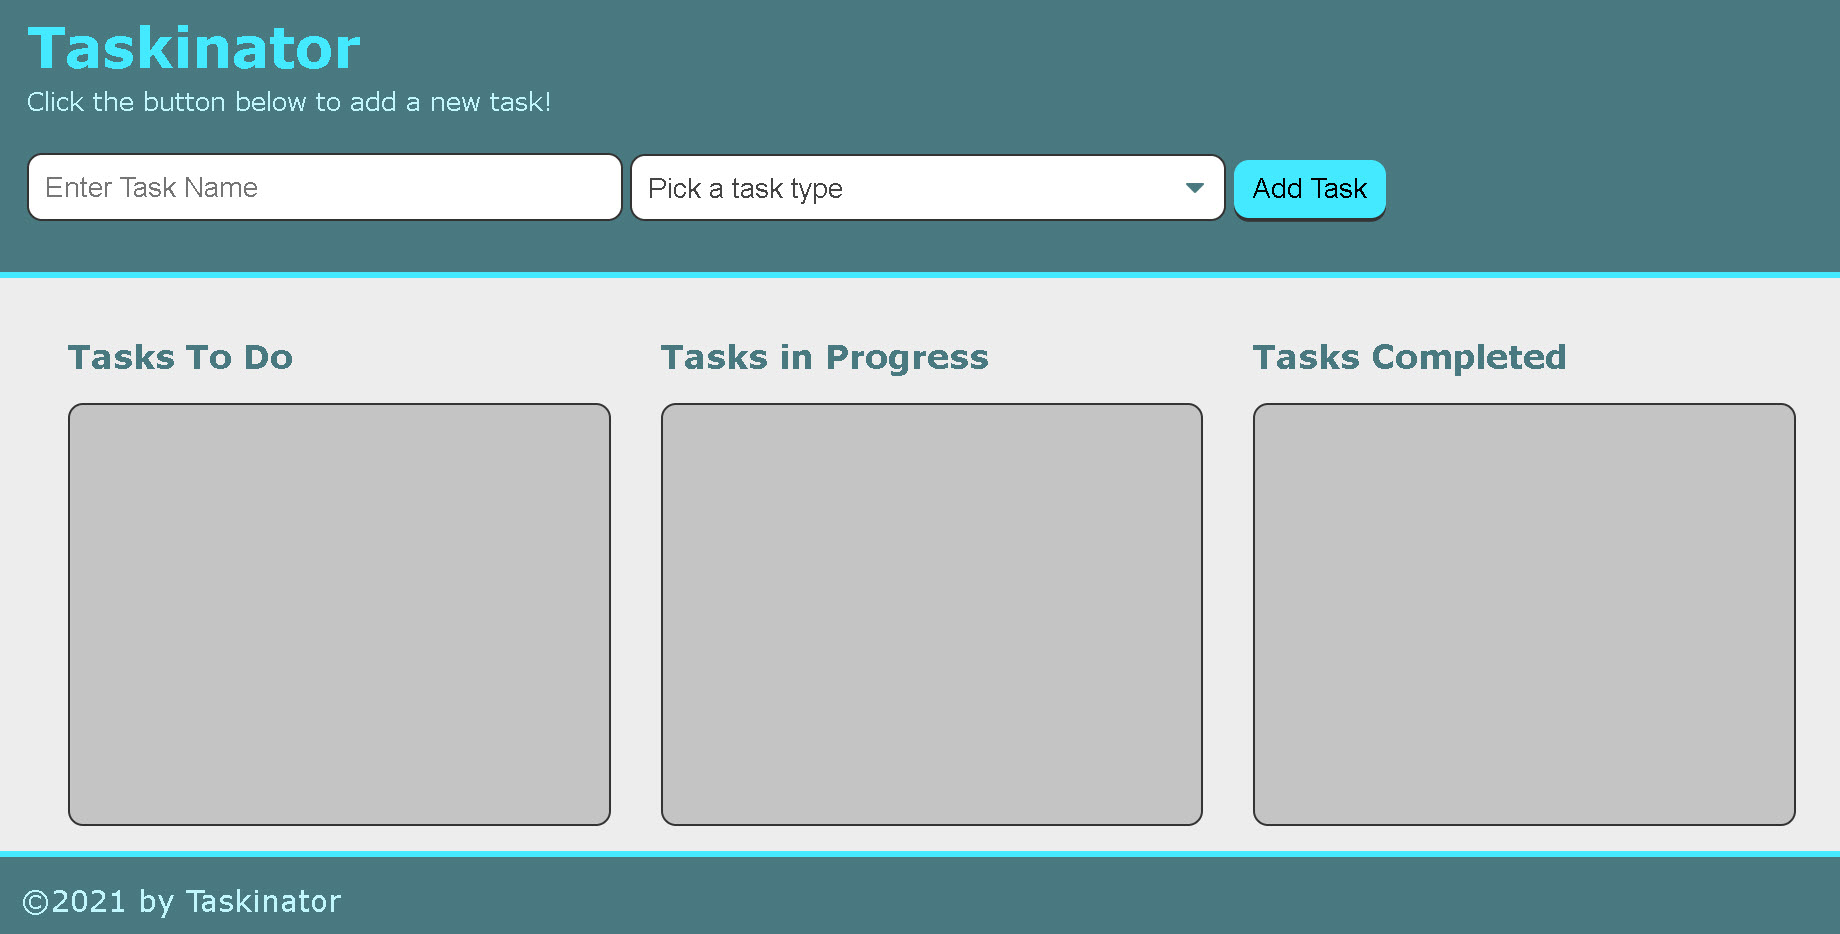 Taskinator
Click the button below to add a new task!
Enter Task Name
Pick a task type
Add Task
Tasks To Do
Tasks in Progress
Tasks Completed
©2021 by Taskinator